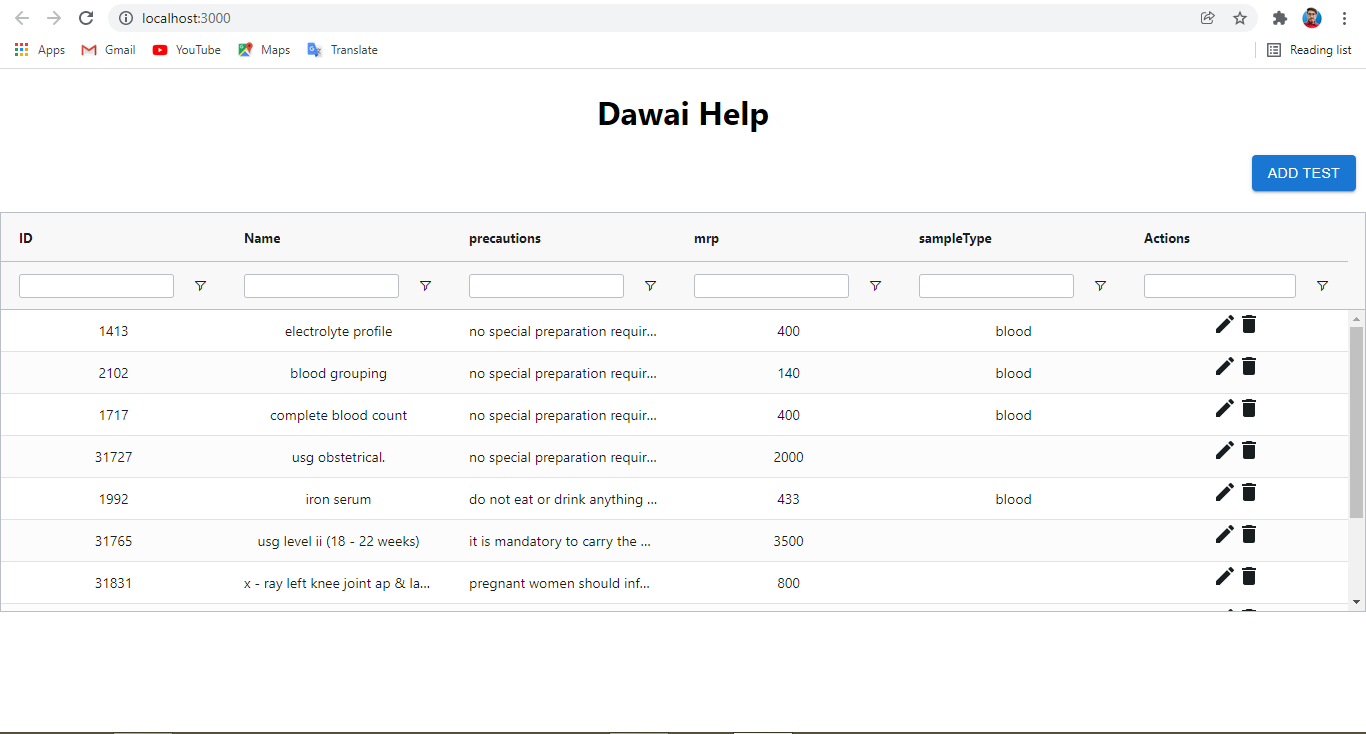 localhost:3000
Apps Gmail YouTube Maps Translate Reading list
Dawai Help
ADD TEST
ID Name precautions mrp sampleType Actions
1413 electrolyte profile no special preparation requir... 400 blood
2102 blood grouping no special preparation requir... 140 blood
1717 complete blood count no special preparation requir... 400 blood
31727 usg obstetrical. no special preparation requir... 2000
1992 iron serum do not eat or drink anything ... 433 blood
31765 usg level ii (18 - 22 weeks) it is mandatory to carry the ... 3500
31831 x - ray left knee joint ap & la... pregnant women should inf... 800